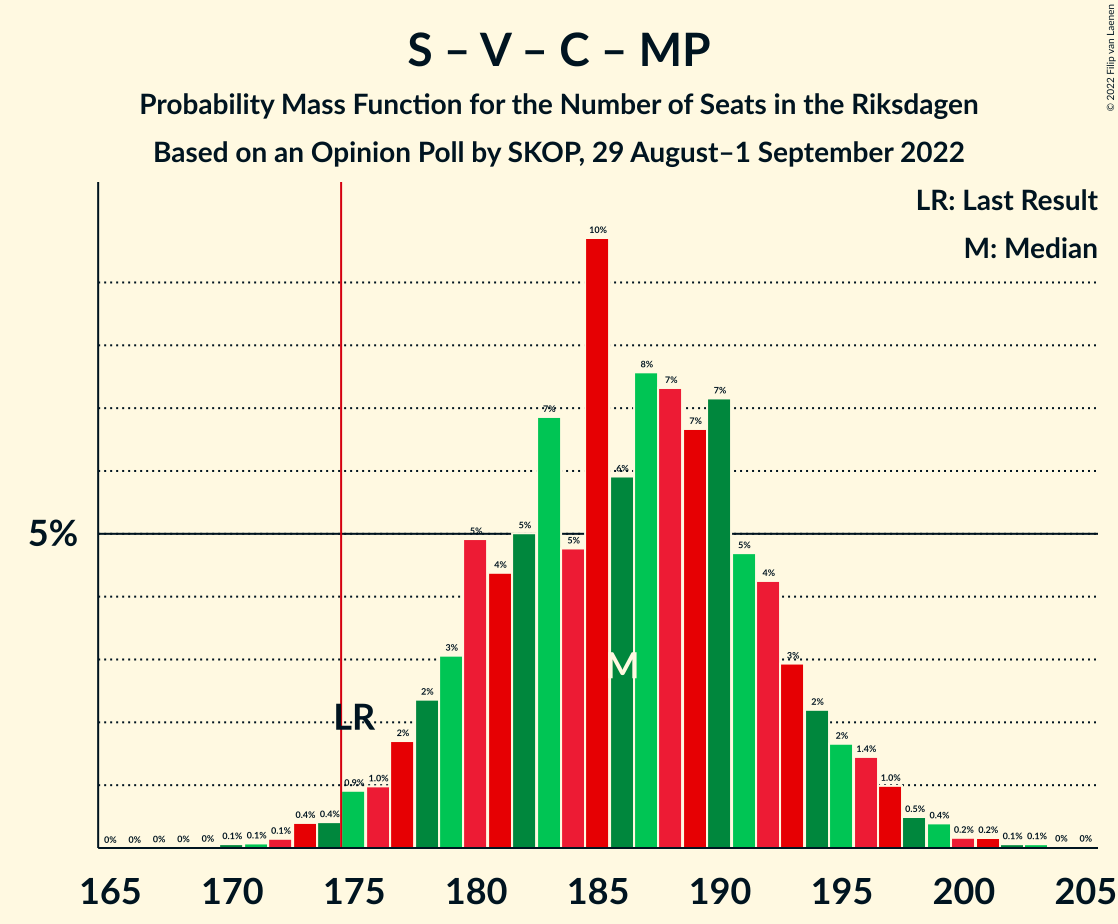 S – V – C – MP
Probability Mass Function for the Number of Seats in the Riksdagen
Based on an Opinion Poll by SKOP, 29 August–1 September 2022
© 2022 Filip van Laenen
LR: Last Result
M: Median
5%
0% 0% 0% 0% 0% 0.1% 0.1% 0.1% 0.4% 0.4% 0.9% 1.0% 2% 2% 3% 5% 4% 5% 7% 5% 10% 6% 8% 7% 7% 7% 5% 4% 3% 2% 2% 1.4% 1.0% 0.5% 0.4% 0.2% 0.2% 0.1% 0.1% 0% 0%
LR
M
165 170 175 180 185 190 195 200 205